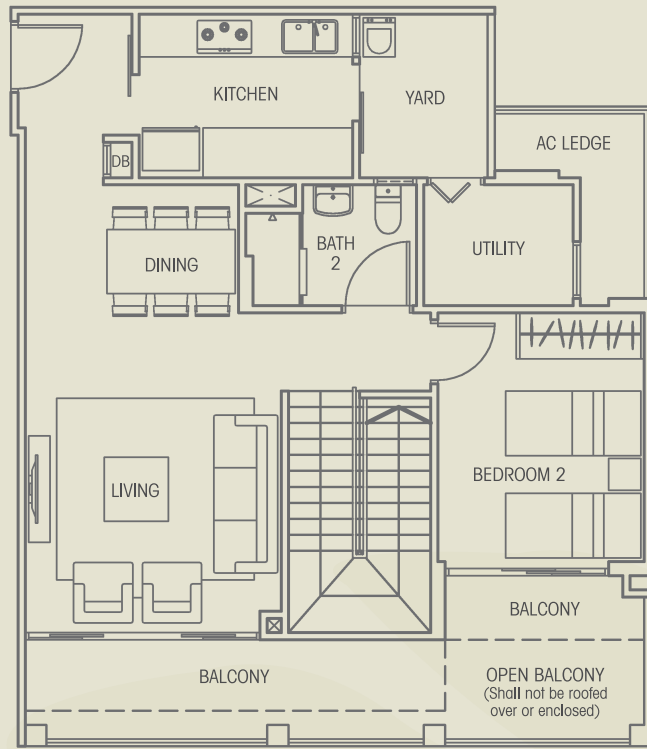 KITCHEN
YARD
AC LEDGE
DB
DINING
BATH
2
UTILITY
LIVING
BEDROOM 2
BALCONY
BALCONY
OPEN BALCONY
(Shall not be roofed
over or enclosed)